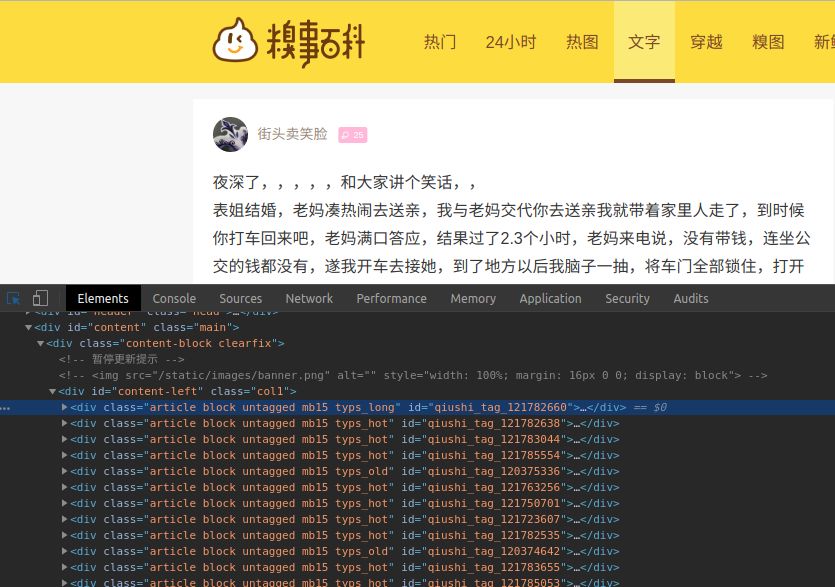 糗事百科
热门 24小时 热图 文字 穿越 糗图 新鲜
街头卖笑脸 25
夜深了，，，，，和大家讲个笑话，，
表姐结婚，老妈凑热闹去送亲，我与老妈交代你去送亲我就带着家里人走了，到时候
你打车回来吧，老妈满口答应，结果过了2.3个小时，老妈来电说，没有带钱，连坐公
交的钱都没有，遂我开车去接她，到了地方以后我脑子一抽，将车门全部锁住，打开
Elements Console Sources Network Performance Memory Application Security Audits
<div id="header" class="head">…</div>
<div id="content" class="main">
<div class="content-block clearfix">
<!-- 暂停更新提示 -->
<!-- <img src="/static/images/banner.png" alt="" style="width: 100%; margin: 16px 0 0; display: block"> -->
<div id="content-left" class="col1">
<div class="article block untagged mb15 typs_long" id="qiushi_tag_121782660">…</div> == $0
<div class="article block untagged mb15 typs_hot" id="qiushi_tag_121782638">…</div>
<div class="article block untagged mb15 typs_hot" id="qiushi_tag_121783044">…</div>
<div class="article block untagged mb15 typs_hot" id="qiushi_tag_121785554">…</div>
<div class="article block untagged mb15 typs_old" id="qiushi_tag_120375336">…</div>
<div class="article block untagged mb15 typs_hot" id="qiushi_tag_121763256">…</div>
<div class="article block untagged mb15 typs_hot" id="qiushi_tag_121750701">…</div>
<div class="article block untagged mb15 typs_hot" id="qiushi_tag_121723607">…</div>
<div class="article block untagged mb15 typs_hot" id="qiushi_tag_121782535">…</div>
<div class="article block untagged mb15 typs_old" id="qiushi_tag_120374642">…</div>
<div class="article block untagged mb15 typs_hot" id="qiushi_tag_121783655">…</div>
<div class="article block untagged mb15 typs_hot" id="qiushi_tag_121785053">…</div>